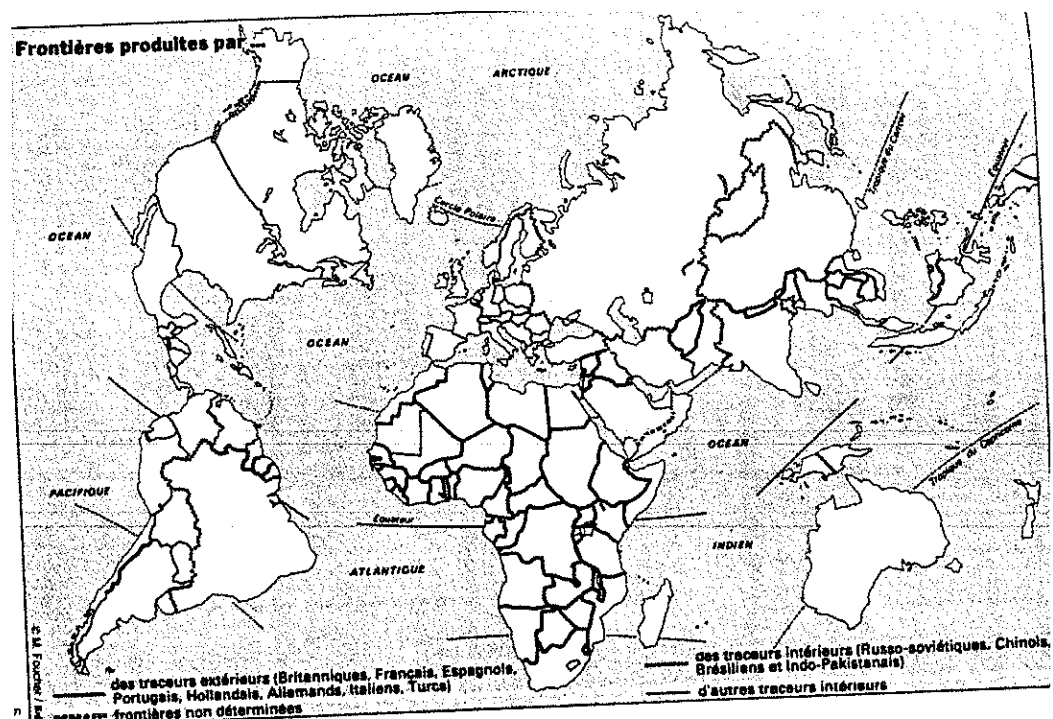 Frontières produites par
OCEAN
ARCTIQUE
Cercle Polaire
Tropique du Cancer
Equateur
OCEAN
OCEAN
OCEAN
PACIFIQUE
Equateur
ATLANTIQUE
INDIEN
Tropique du Capricorne
© M. Foucher
des traceurs extérieurs (Britanniques, Français, Espagnols,
Portugais, Hollandais, Allemands, Italiens, Turcs)
frontières non déterminées
des traceurs intérieurs (Russo-soviétiques, Chinois,
Brésiliens et Indo-Pakistanais)
d'autres traceurs intérieurs
n